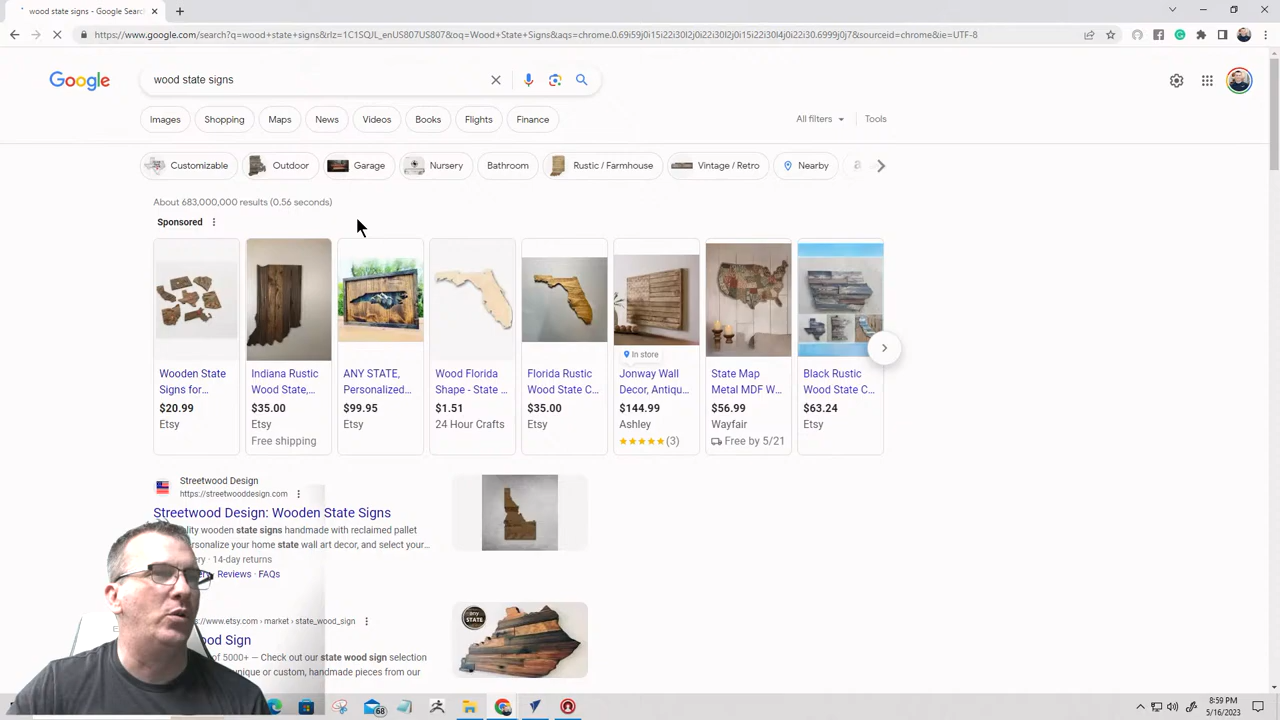 wood state signs - Google Search
https://www.google.com/search?q=wood+state+signs&rlz=1C1SQJL_enUS807US807&oq=Wood+State+Signs&aqs=chrome.0.69i59j0i15i22i30l2j0i22i30l2j0i15i22i30l4j0i22i30.6999j0j7&sourceid=chrome&ie=UTF-8
Google
wood state signs
Images
Shopping
Maps
News
Videos
Books
Flights
Finance
All filters
Tools
Customizable
Outdoor
Garage
Nursery
Bathroom
Rustic / Farmhouse
Vintage / Retro
Nearby
About 683,000,000 results (0.56 seconds)
Sponsored
Wooden State
Signs for...
$20.99
Etsy
Indiana Rustic
Wood State,...
$35.00
Etsy
Free shipping
ANY STATE,
Personalized...
$99.95
Etsy
Wood Florida
Shape - State ...
$1.51
24 Hour Crafts
Florida Rustic
Wood State C...
$35.00
Etsy
In store
Jonway Wall
Decor, Antiqu...
$144.99
Ashley
(3)
State Map
Metal MDF W...
$56.99
Wayfair
Free by 5/21
Black Rustic
Wood State C...
$63.24
Etsy
Streetwood Design
https://streetwooddesign.com
Streetwood Design: Wooden State Signs
ality wooden state signs handmade with reclaimed pallet
ersonalize your home state wall art decor, and select your...
ery · 14-day returns
Reviews · FAQs
www.etsy.com › market › state_wood_sign
ood Sign
of 5000+ — Check out our state wood sign selection
unique or custom, handmade pieces from our
any
STATE
68
8:59 PM
5/16/2023